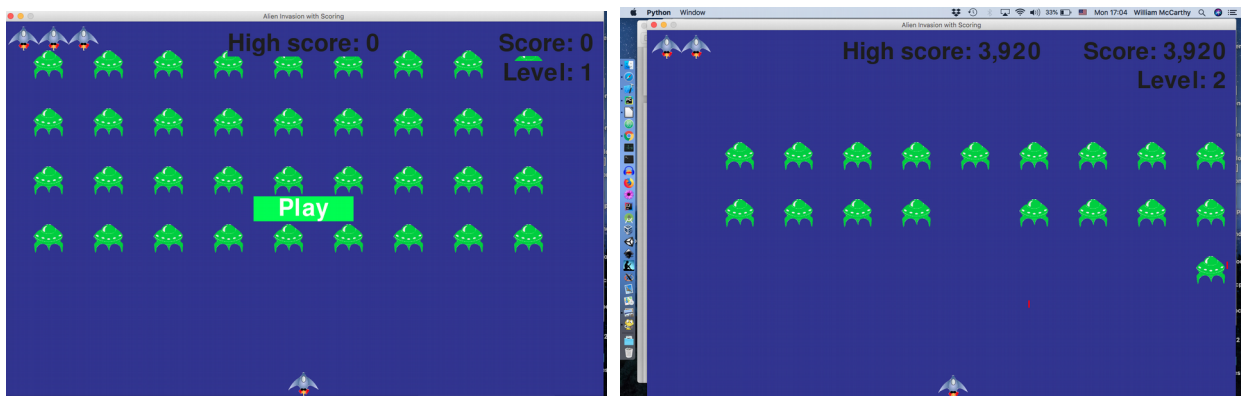 Alien Invasion with Scoring
High score: 0
Score: 0
Level: 1
Play
Python Window
33%
Mon 17:04 William McCarthy
Alien Invasion with Scoring
High score: 3,920
Score: 3,920
Level: 2